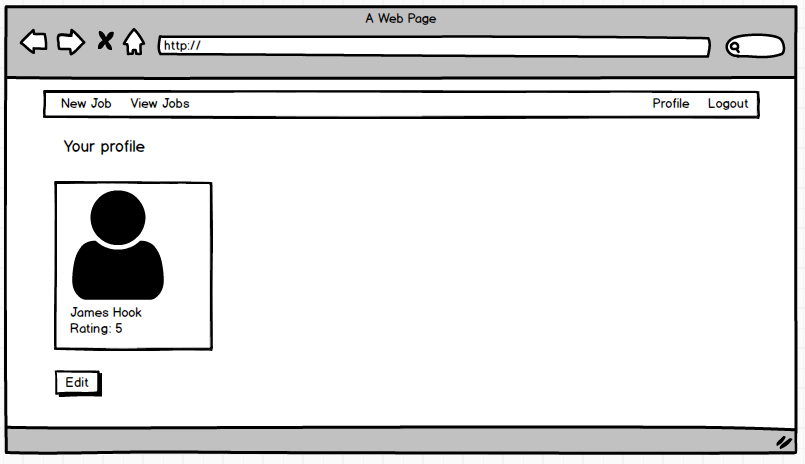 A Web Page
http://
New Job View Jobs Profile Logout
Your profile
James Hook
Rating: 5
Edit